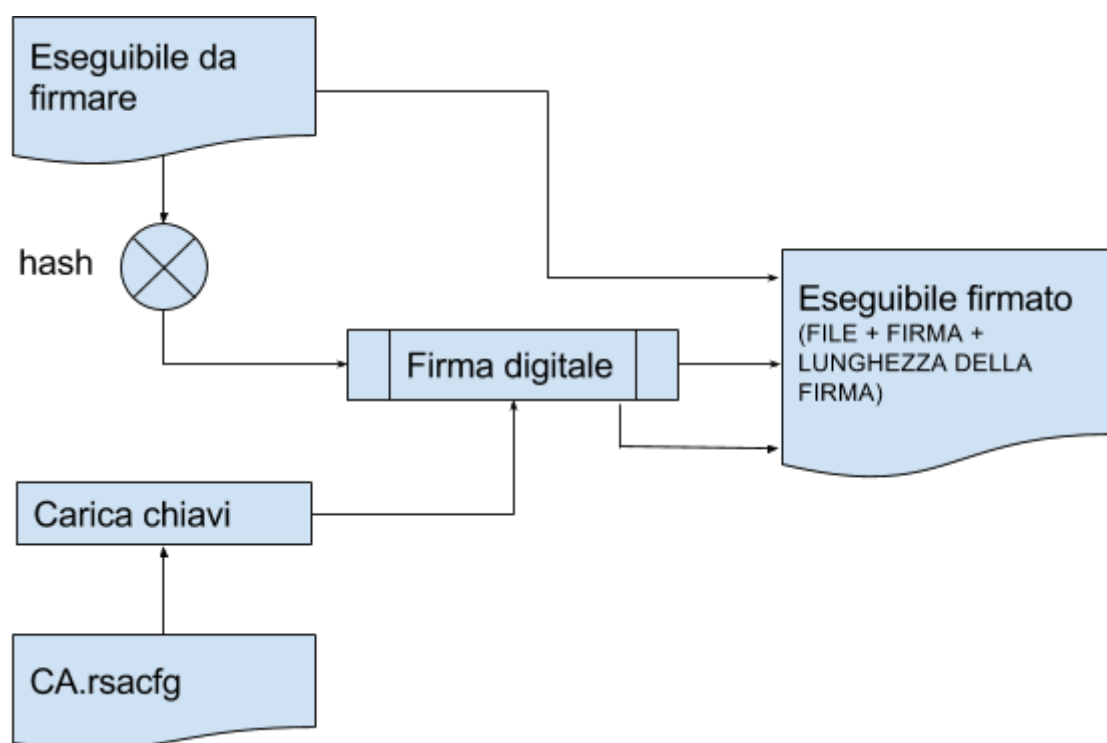 Eseguibile da
firmare
hash
Eseguibile firmato
(FILE + FIRMA +
LUNGHEZZA DELLA
FIRMA)
Firma digitale
Carica chiavi
CA.rsacfg